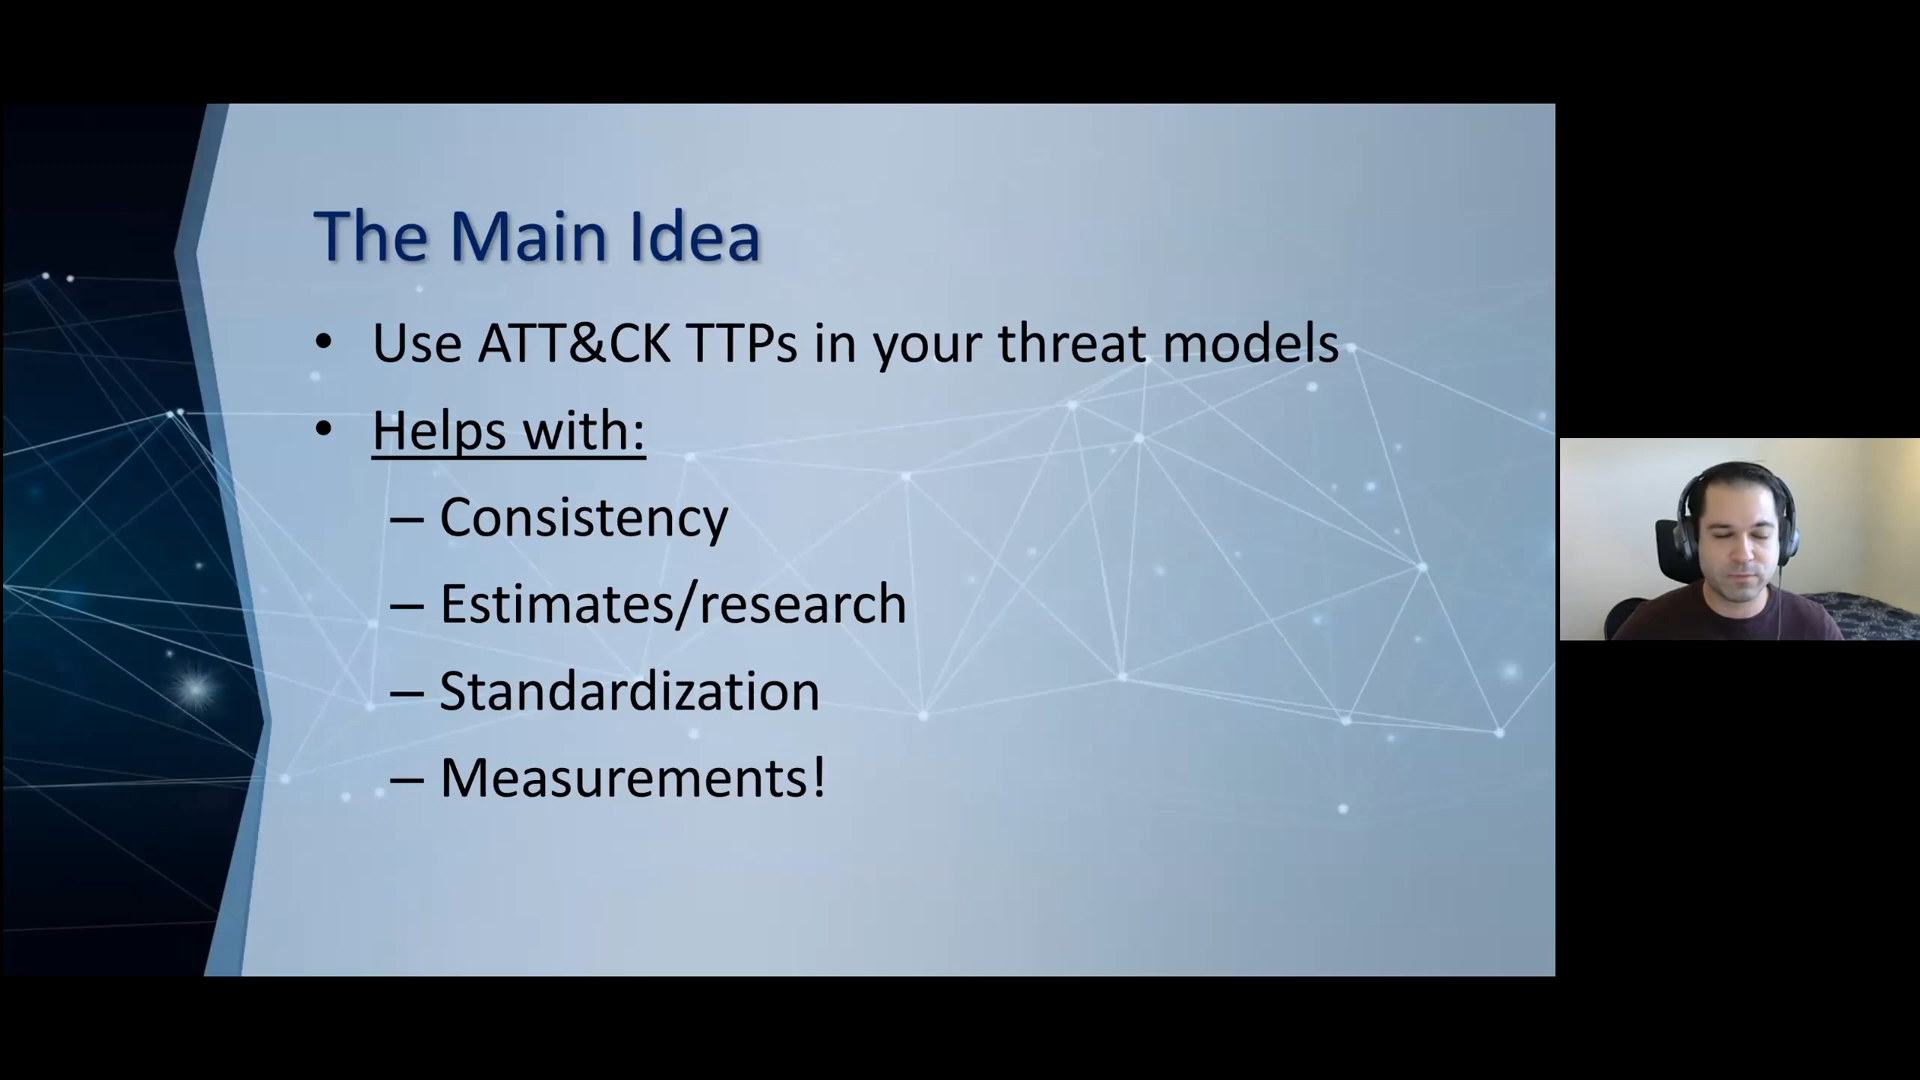 The Main Idea
• Use ATT&CK TTPs in your threat models
• Helps with:
– Consistency
– Estimates/research
– Standardization
– Measurements!